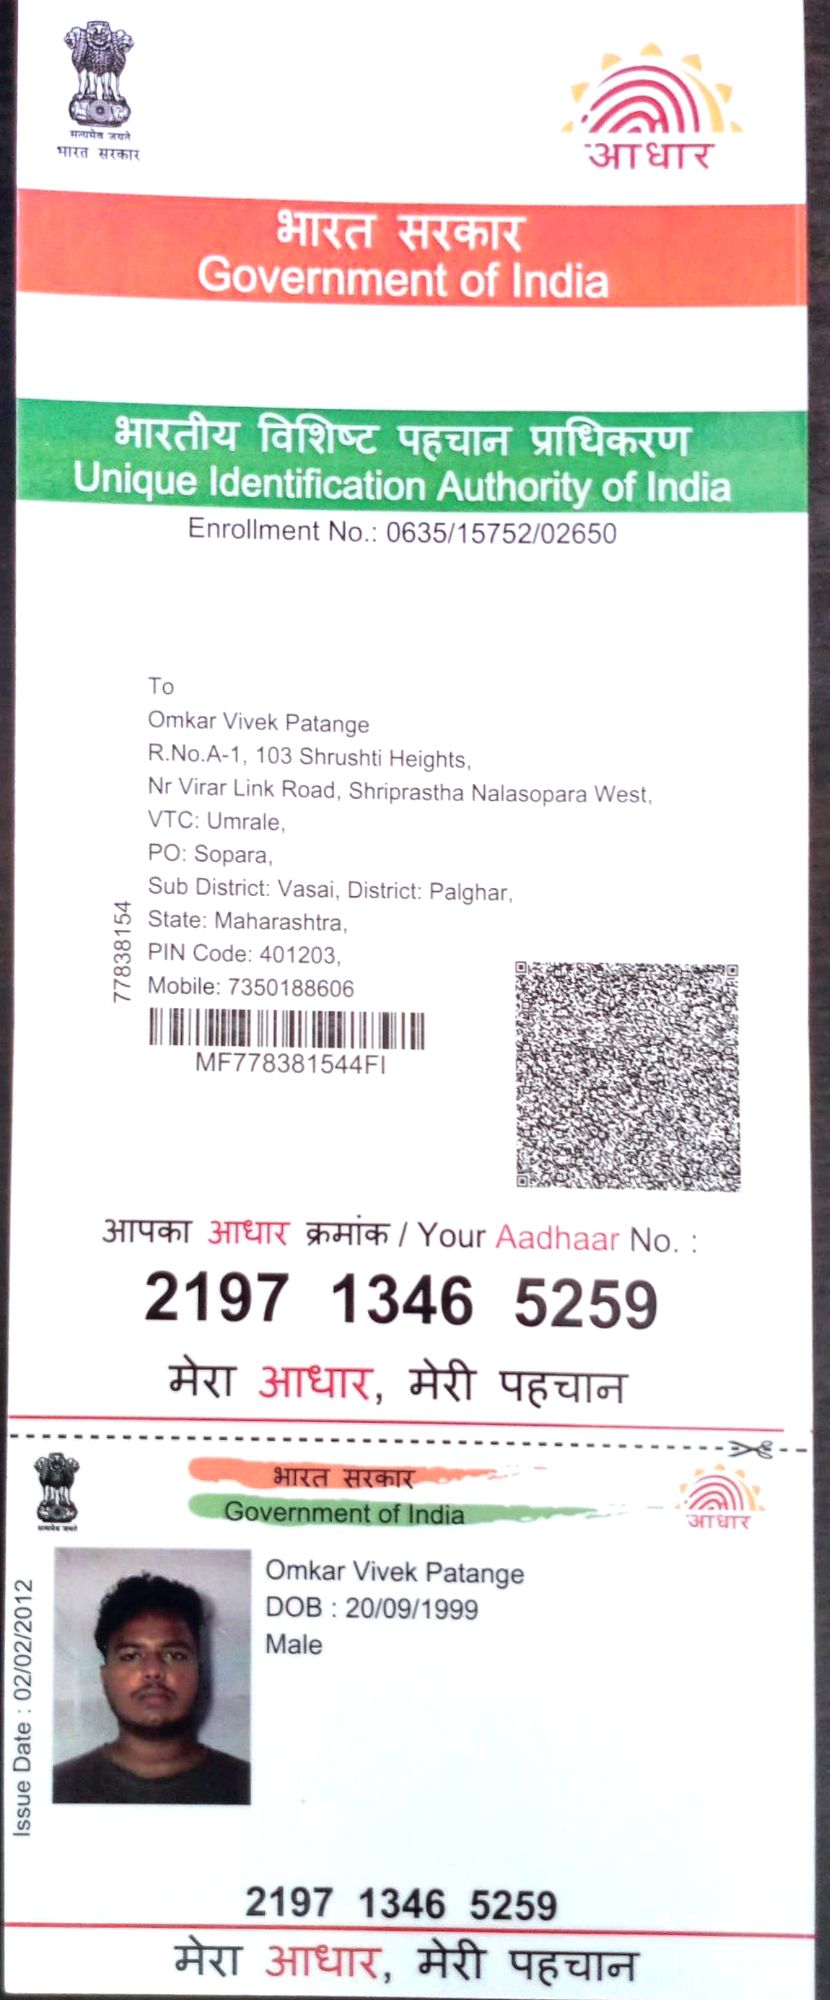 सत्यमेव जयते
भारत सरकार
आधार
भारत सरकार
Government of India
भारतीय विशिष्ट पहचान प्राधिकरण
Unique Identification Authority of India
Enrollment No.: 0635/15752/02650
To
Omkar Vivek Patange
R.No.A-1, 103 Shrushti Heights,
Nr Virar Link Road, Shriprastha Nalasopara West,
VTC: Umrale,
PO: Sopara,
Sub District: Vasai, District: Palghar,
State: Maharashtra,
PIN Code: 401203,
Mobile: 7350188606
77838154
MF778381544FI
आपका आधार क्रमांक / Your Aadhaar No. :
2197 1346 5259
मेरा आधार, मेरी पहचान
सत्यमेव जयते
भारत सरकार
Government of India
आधार
Issue Date : 02/02/2012
Omkar Vivek Patange
DOB : 20/09/1999
Male
2197 1346 5259
मेरा आधार, मेरी पहचान